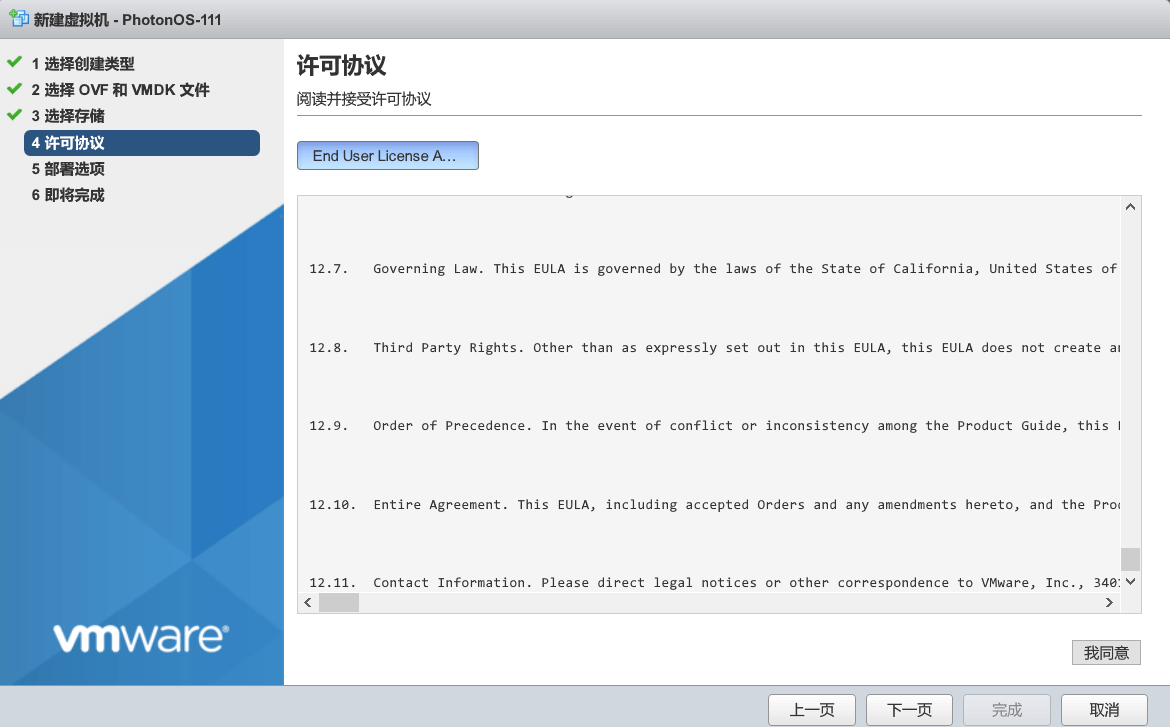 新建虚拟机 - PhotonOS-111
1 选择创建类型
2 选择 OVF 和 VMDK 文件
3 选择存储
4 许可协议
5 部署选项
6 即将完成
vmware®
许可协议
阅读并接受许可协议
End User License A...
12.7. Governing Law. This EULA is governed by the laws of the State of California, United States of
12.8. Third Party Rights. Other than as expressly set out in this EULA, this EULA does not create
12.9. Order of Precedence. In the event of conflict or inconsistency among the Product Guide, this
12.10. Entire Agreement. This EULA, including accepted Orders and any amendments hereto, and the
12.11. Contact Information. Please direct legal notices or other correspondence to VMware, Inc., 340
我同意
上一页 下一页 完成 取消